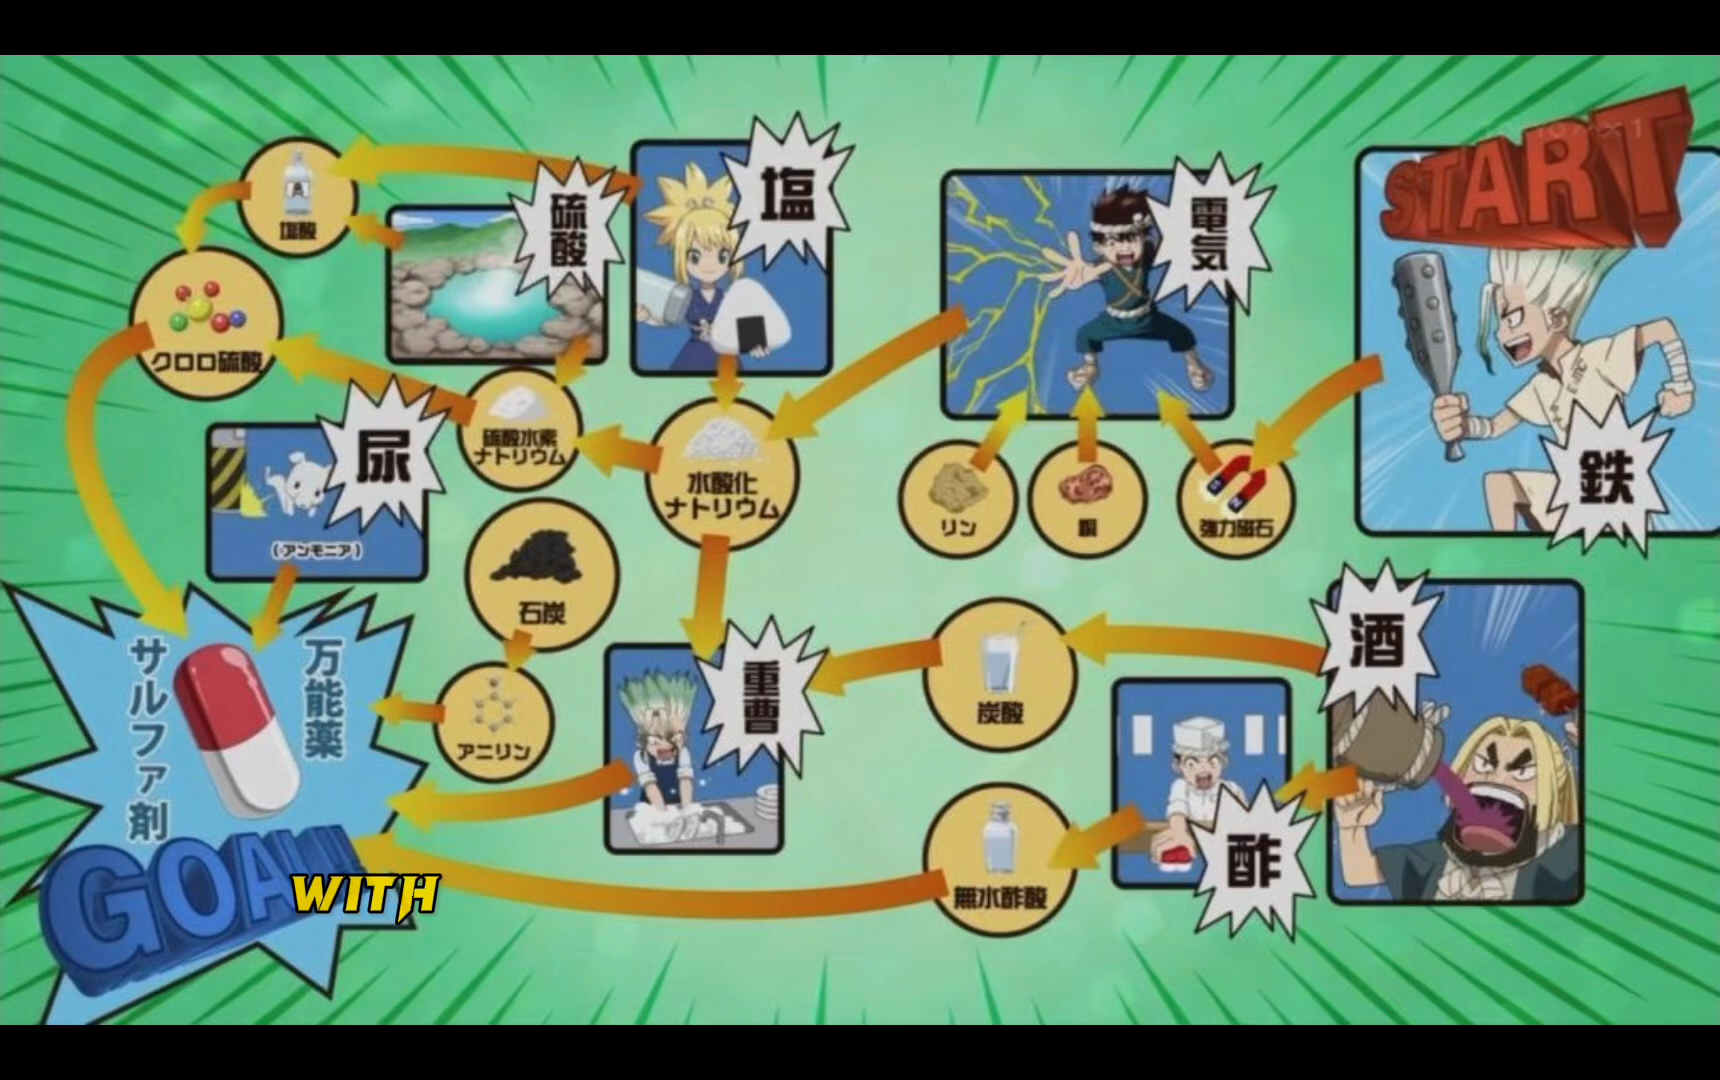 START
鉄
強力磁石
銅
リン
電気
塩
硫酸
塩酸
クロロ硫酸
水酸化
ナトリウム
硫酸水素
ナトリウム
尿
(アンモニア)
石炭
アニリン
酒
酢
炭酸
無水酢酸
重曹
万能薬
サルファ剤
GOAL!!
WITH